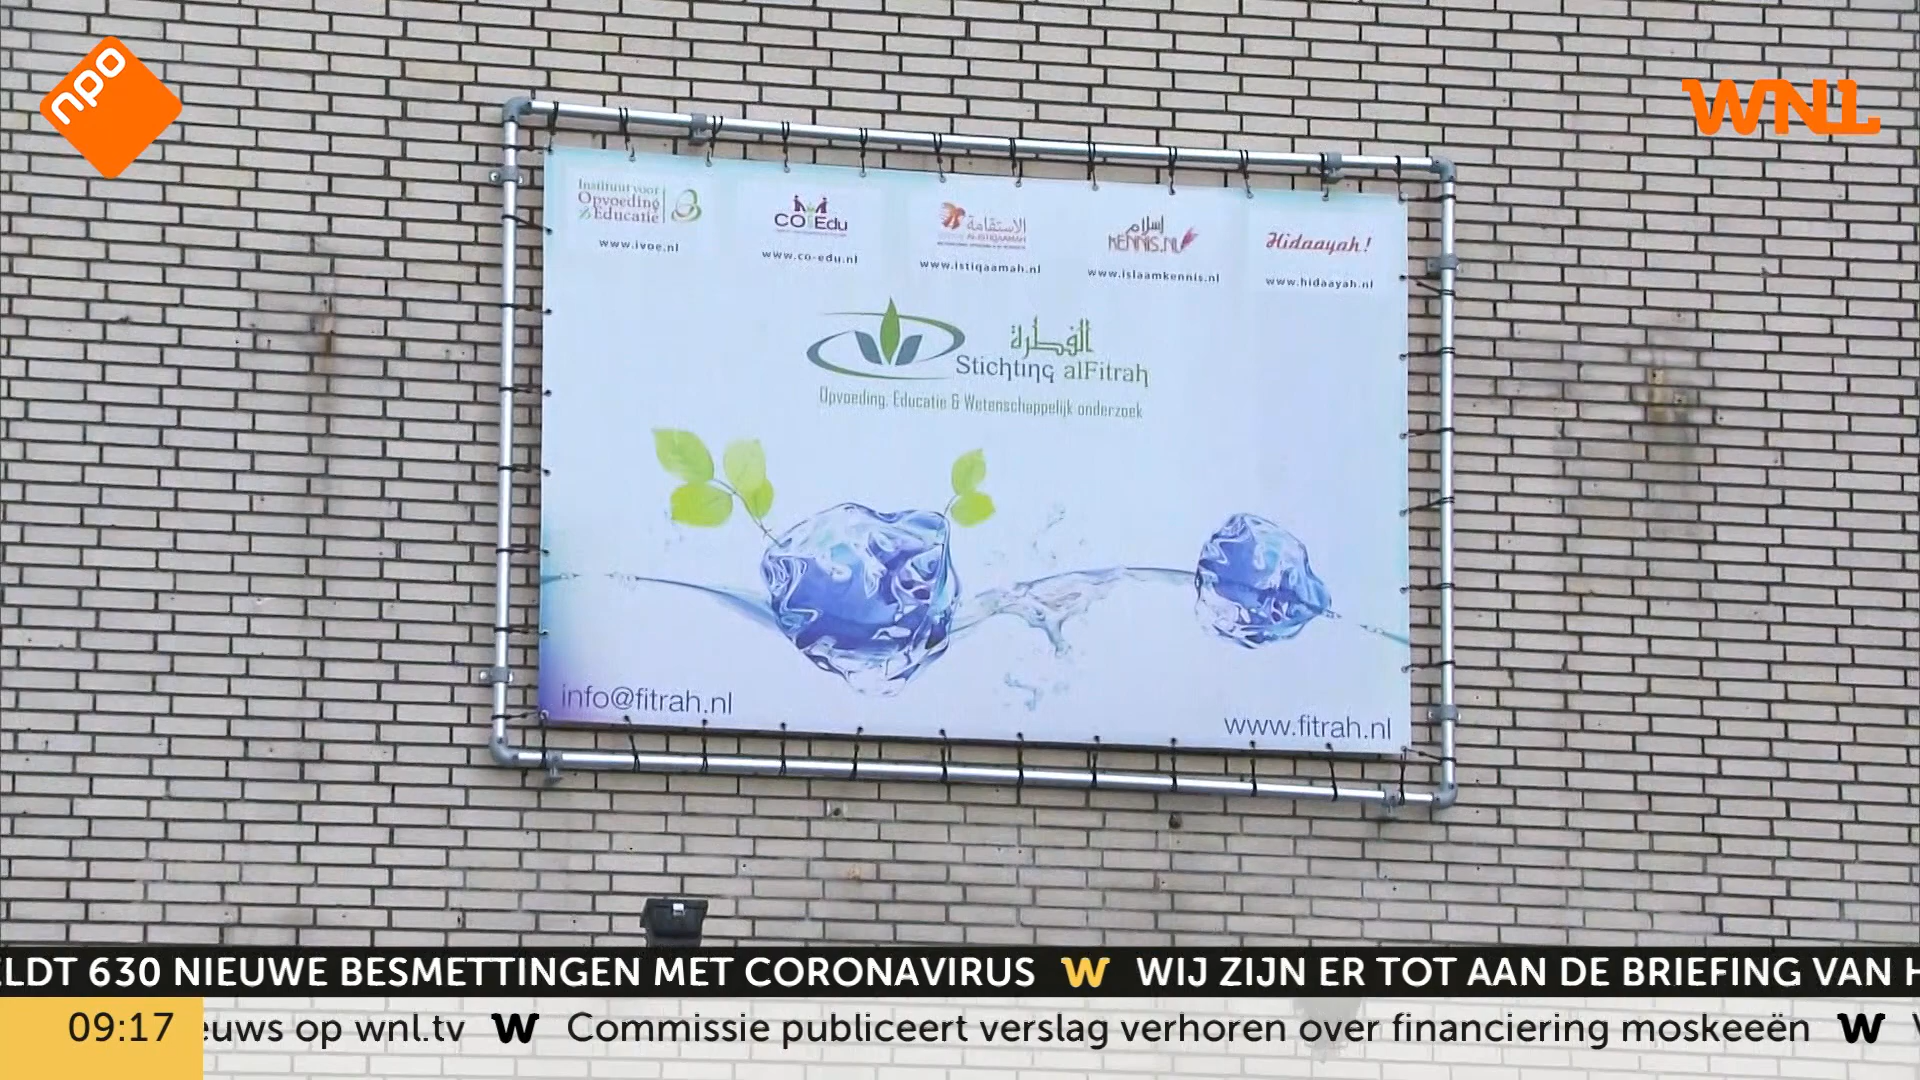 npo
WNL
Instituut voor
Opvoeding
& Educatie
www.ivoe.nl
CO Edu
www.co-edu.nl
الاستقامة
AL-ISTIQAAMAH
www.istiqaamah.nl
إسلام
KENNIS.NL
www.islaamkennis.nl
Hidaayah!
www.hidaayah.nl
الفطرة
Stichting alFitrah
Opvoeding, Educatie & Wetenschappelijk onderzoek
info@fitrah.nl
www.fitrah.nl
ELDT 630 NIEUWE BESMETTINGEN MET CORONAVIRUS W WIJ ZIJN ER TOT AAN DE BRIEFING VAN H
09:17 euws op wnl.tv W Commissie publiceert verslag verhoren over financiering moskeeën W